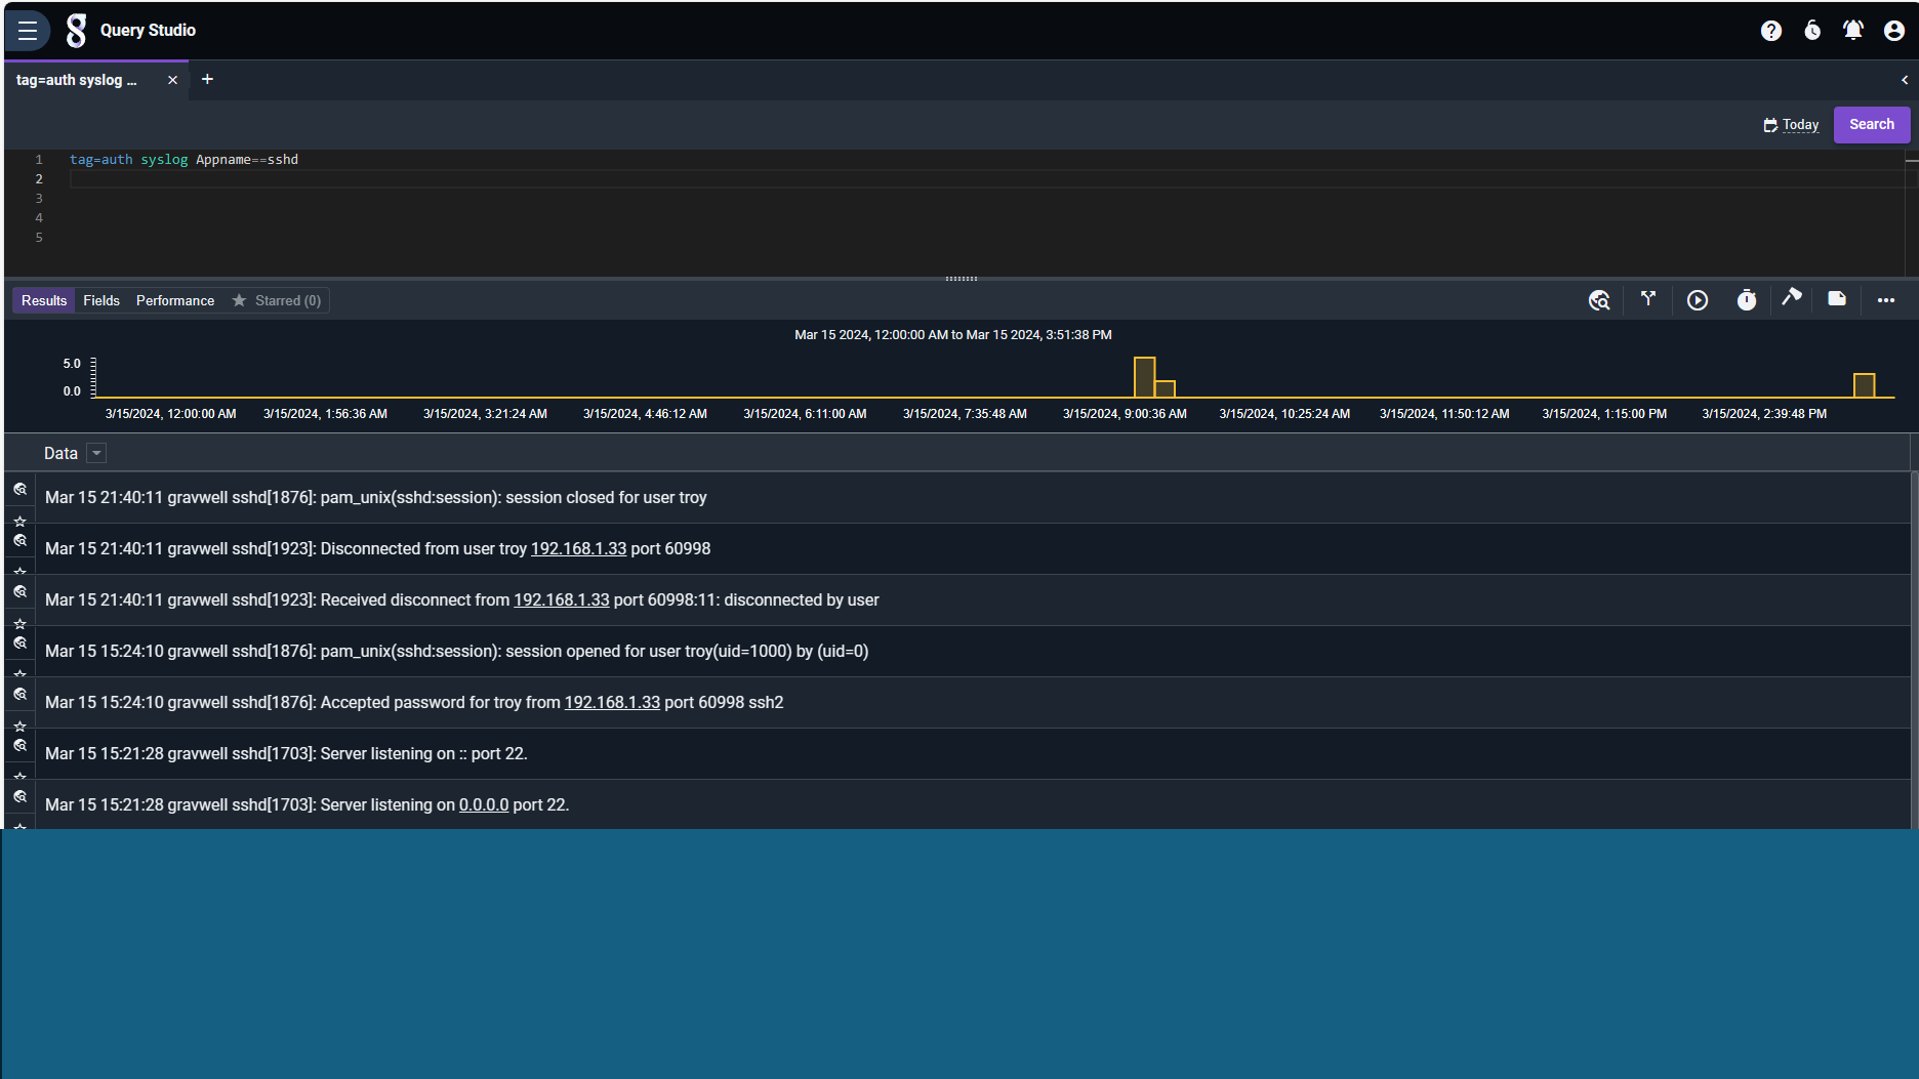 Query Studio
tag=auth syslog ...
Today
Search
1 tag=auth syslog Appname==sshd
2
3
4
5
Results Fields Performance Starred (0)
Mar 15 2024, 12:00:00 AM to Mar 15 2024, 3:51:38 PM
5.0
0.0
3/15/2024, 12:00:00 AM 3/15/2024, 1:56:36 AM 3/15/2024, 3:21:24 AM 3/15/2024, 4:46:12 AM 3/15/2024, 6:11:00 AM 3/15/2024, 7:35:48 AM 3/15/2024, 9:00:36 AM 3/15/2024, 10:25:24 AM 3/15/2024, 11:50:12 AM 3/15/2024, 1:15:00 PM 3/15/2024, 2:39:48 PM
Data
Mar 15 21:40:11 gravwell sshd[1876]: pam_unix(sshd:session): session closed for user troy
Mar 15 21:40:11 gravwell sshd[1923]: Disconnected from user troy 192.168.1.33 port 60998
Mar 15 21:40:11 gravwell sshd[1923]: Received disconnect from 192.168.1.33 port 60998:11: disconnected by user
Mar 15 15:24:10 gravwell sshd[1876]: pam_unix(sshd:session): session opened for user troy(uid=1000) by (uid=0)
Mar 15 15:24:10 gravwell sshd[1876]: Accepted password for troy from 192.168.1.33 port 60998 ssh2
Mar 15 15:21:28 gravwell sshd[1703]: Server listening on :: port 22.
Mar 15 15:21:28 gravwell sshd[1703]: Server listening on 0.0.0.0 port 22.